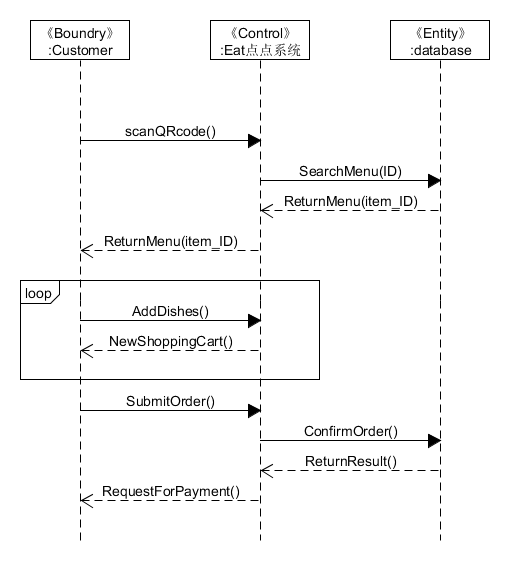 《Boundry》
:Customer
《Control》
:Eat点点系统
《Entity》
:database
scanQRcode()
SearchMenu(ID)
ReturnMenu(item_ID)
ReturnMenu(item_ID)
loop
AddDishes()
NewShoppingCart()
SubmitOrder()
ConfirmOrder()
ReturnResult()
RequestForPayment()